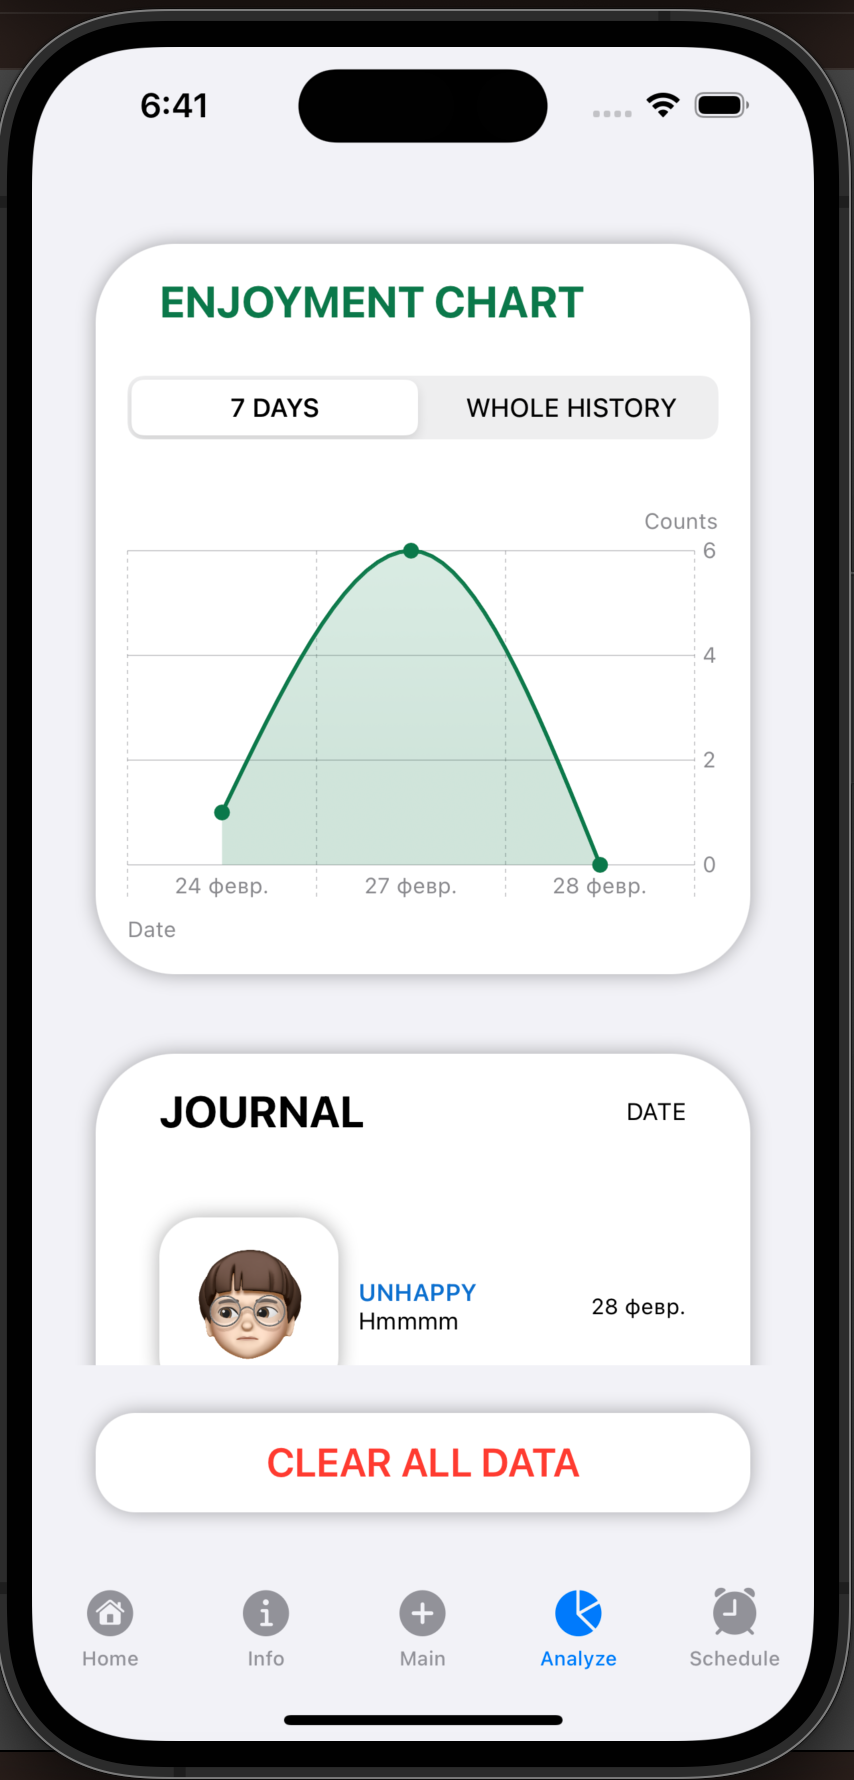 6:41
ENJOYMENT CHART
7 DAYS WHOLE HISTORY
Counts
6
4
2
0
24 февр. 27 февр. 28 февр.
Date
JOURNAL DATE
UNHAPPY
Hmmmm
28 февр.
CLEAR ALL DATA
Home Info Main Analyze Schedule